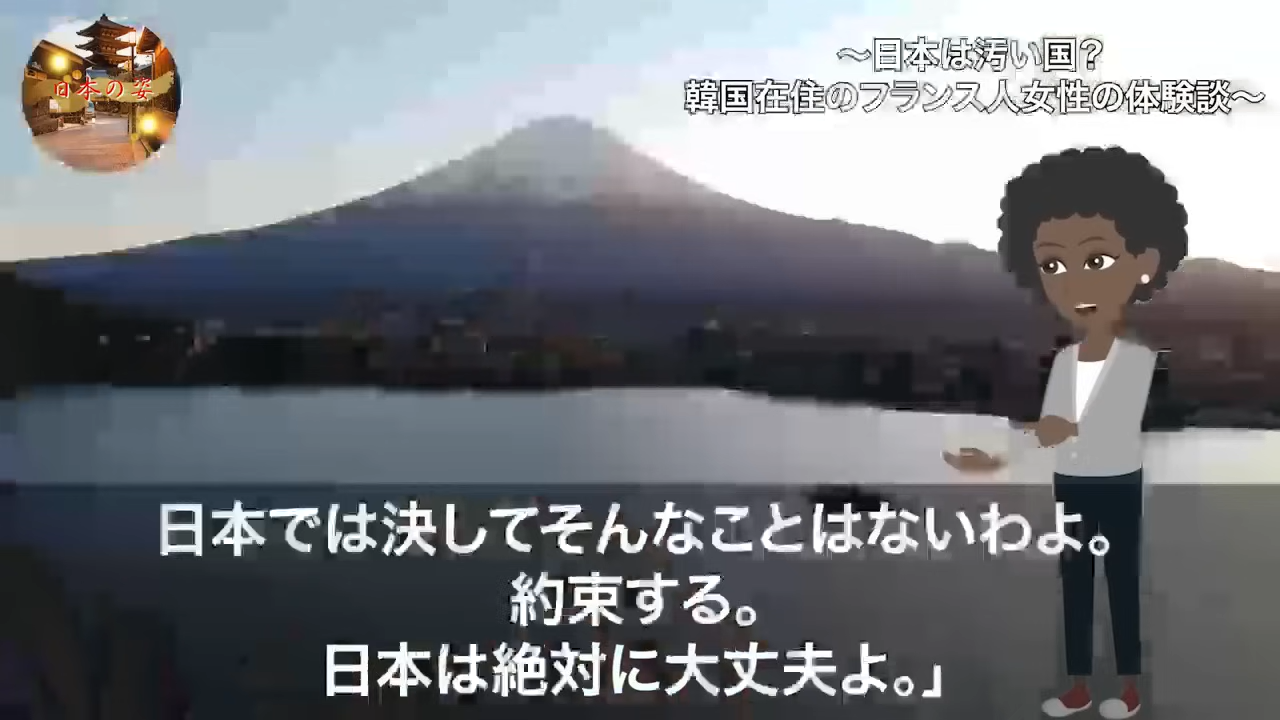 日本の姿
〜日本は汚い国?
韓国在住のフランス人女性の体験談〜
日本では決してそんなことはないわよ。
約束する。
日本は絶対に大丈夫よ。」